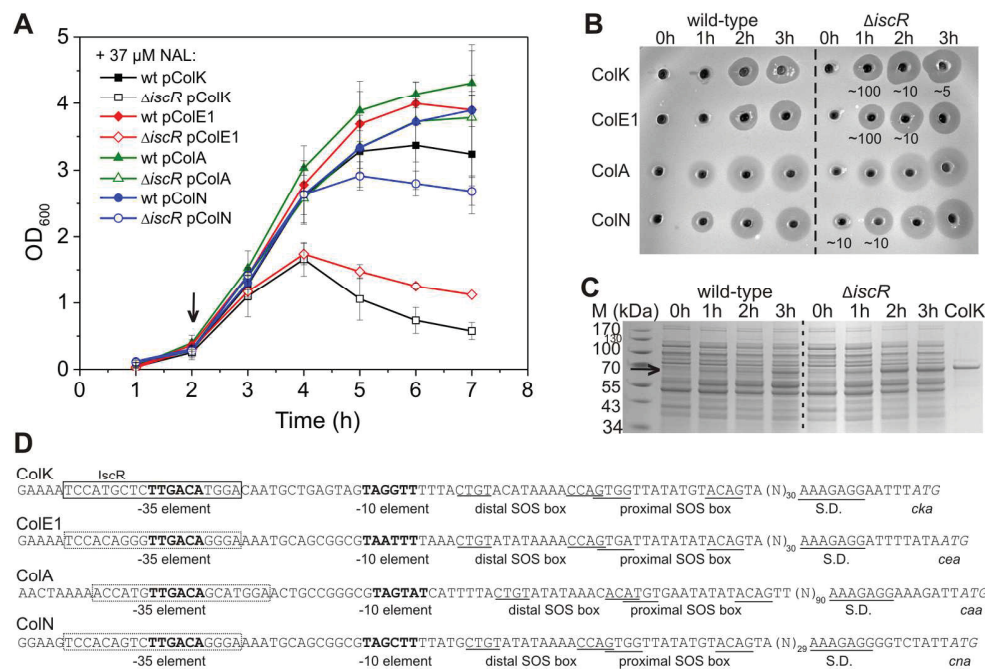 A
+ 37 µM NAL:
wt pColK
ΔiscR pColK
wt pColE1
ΔiscR pColE1
wt pColA
ΔiscR pColA
wt pColN
ΔiscR pColN
OD600
5
4
3
2
1
0
0 1 2 3 4 5 6 7 8
Time (h)
B
wild-type ΔiscR
0h 1h 2h 3h 0h 1h 2h 3h
ColK
~100 ~10 ~5
ColE1
~100 ~10
ColA
ColN
~10 ~10
C
wild-type ΔiscR
M (kDa) 0h 1h 2h 3h 0h 1h 2h 3h ColK
170
130
100
70
55
43
34
D
ColK
IscR
GAAAATCCATGCTCTTGACATGGACAATGCTGAGTAGTAGGTTTTTACTGTACATAAAACCAGTGGTTATATGTACAGTA (N)30 AAAGAGGAATTTATG
-35 element -10 element distal SOS box proximal SOS box S.D. cka
ColE1
GAAAATCCACAGGGTTGACAGGGAAAATGCAGCGGCGTAATTTTAAACTGTATATAAAACCAGTGATTATATATACAGTA (N)30 AAAGAGGATTTTATAATG
-35 element -10 element distal SOS box proximal SOS box S.D. cea
ColA
AACTAAAAACCATGTTGACAGCATGGAACTGCCGGGCGTAGTATCATTTTACTGTATATAAACACATGTGAATATATACAGTT (N)90 AAAGAGGAAAGATTATG
-35 element -10 element distal SOS box proximal SOS box S.D. caa
ColN
GGAAGTCCACAGTCTTGACAGGGAAAATGCAGCGGCGTAGCTTTTATGCTGTATATAAAACCAGTGGTTATATGTACAGTA (N)29 AAAGAGGGGTCTATTATG
-35 element -10 element distal SOS box proximal SOS box S.D. cna